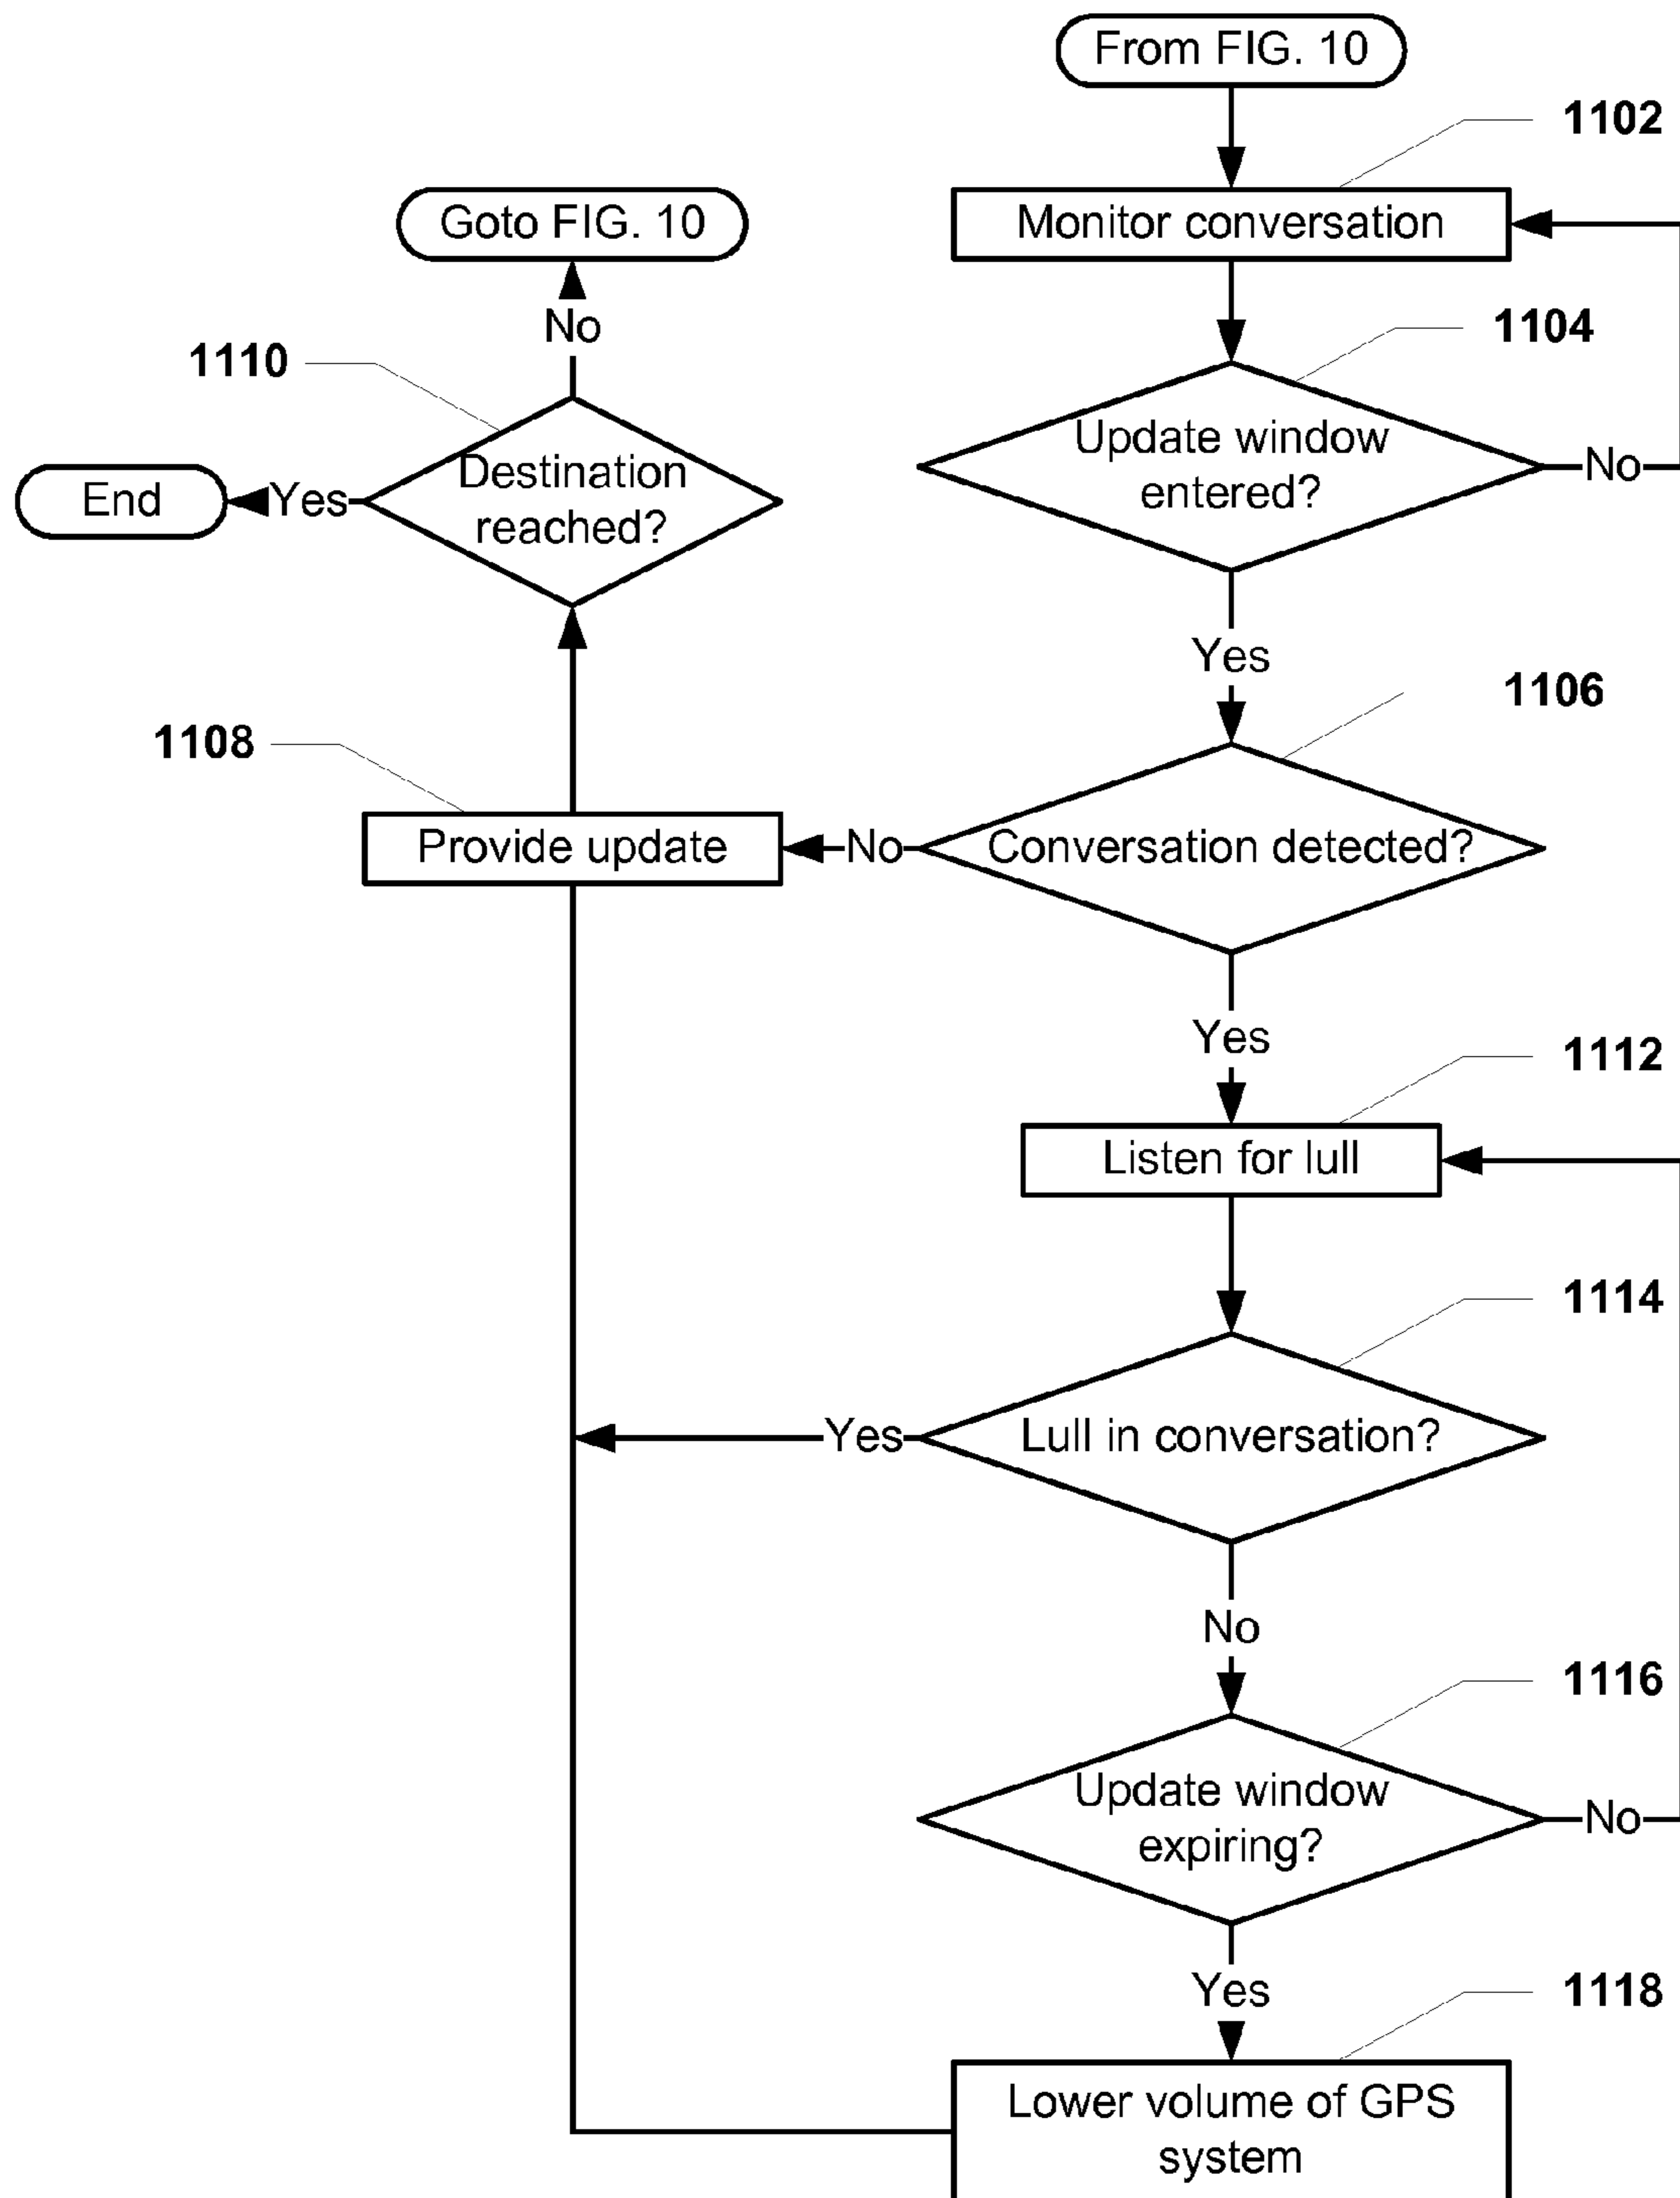 From FIG. 10
1102
Monitor conversation
Goto FIG. 10
No
1104
Update window
entered?
No
1110
Destination
reached?
Yes
End
Yes
1106
Conversation detected?
No
1108
Provide update
Yes
1112
Listen for lull
1114
Lull in conversation?
Yes
No
1116
Update window
expiring?
No
Yes
1118
Lower volume of GPS
system